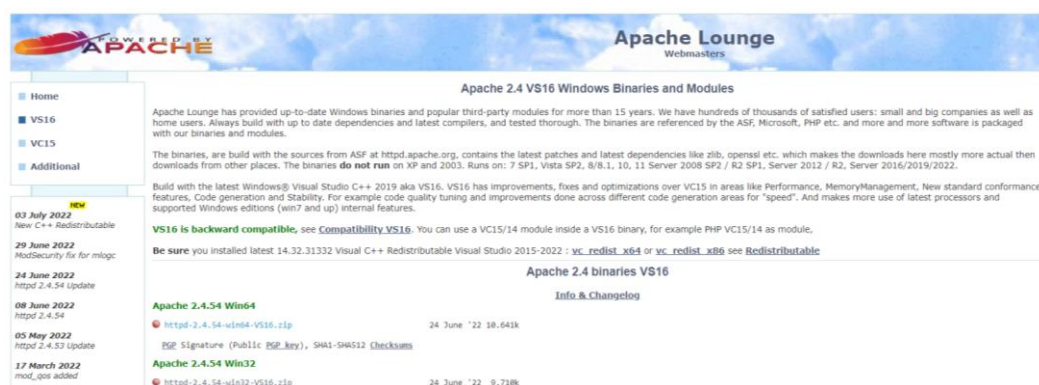 POWERED BY
APACHE
Apache Lounge
Webmasters
Home
VS16
VC15
Additional
NEW
03 July 2022
New C++ Redistributable
29 June 2022
ModSecurity fix for mlogc
24 June 2022
httpd 2.4.54 Update
08 June 2022
httpd 2.4.54
05 May 2022
httpd 2.4.53 Update
17 March 2022
mod_qos added
Apache 2.4 VS16 Windows Binaries and Modules
Apache Lounge has provided up-to-date Windows binaries and popular third-party modules for more than 15 years. We have hundreds of thousands of satisfied users: small and big companies as well as
home users. Always build with up to date dependencies and latest compilers, and tested thorough. The binaries are referenced by the ASF, Microsoft, PHP etc. and more and more software is packaged
with our binaries and modules.
The binaries, are build with the sources from ASF at httpd.apache.org, contains the latest patches and latest dependencies like zlib, openssl etc. which makes the downloads here mostly more actual then
downloads from other places. The binaries do not run on XP and 2003. Runs on: 7 SP1, Vista SP2, 8/8.1, 10, 11 Server 2008 SP2 / R2 SP1, Server 2012 / R2, Server 2016/2019/2022.
Build with the latest Windows® Visual Studio C++ 2019 aka VS16. VS16 has improvements, fixes and optimizations over VC15 in areas like Performance, MemoryManagement, New standard conformance
features, Code generation and Stability. For example code quality tuning and improvements done across different code generation areas for "speed". And makes more use of latest processors and
supported Windows editions (win7 and up) internal features.
VS16 is backward compatible, see Compatibility VS16. You can use a VC15/14 module inside a VS16 binary, for example PHP VC15/14 as module,
Be sure you installed latest 14.32.31332 Visual C++ Redistributable Visual Studio 2015-2022 : vc_redist_x64 or vc_redist_x86 see Redistributable
Apache 2.4 binaries VS16
Info & Changelog
Apache 2.4.54 Win64
httpd-2.4.54-win64-VS16.zip 24 June '22 10.641k
PGP Signature (Public PGP key), SHA1-SHA512 Checksums
Apache 2.4.54 Win32
httpd-2.4.54-win32-VS16.zip 24 June '22 9.710k